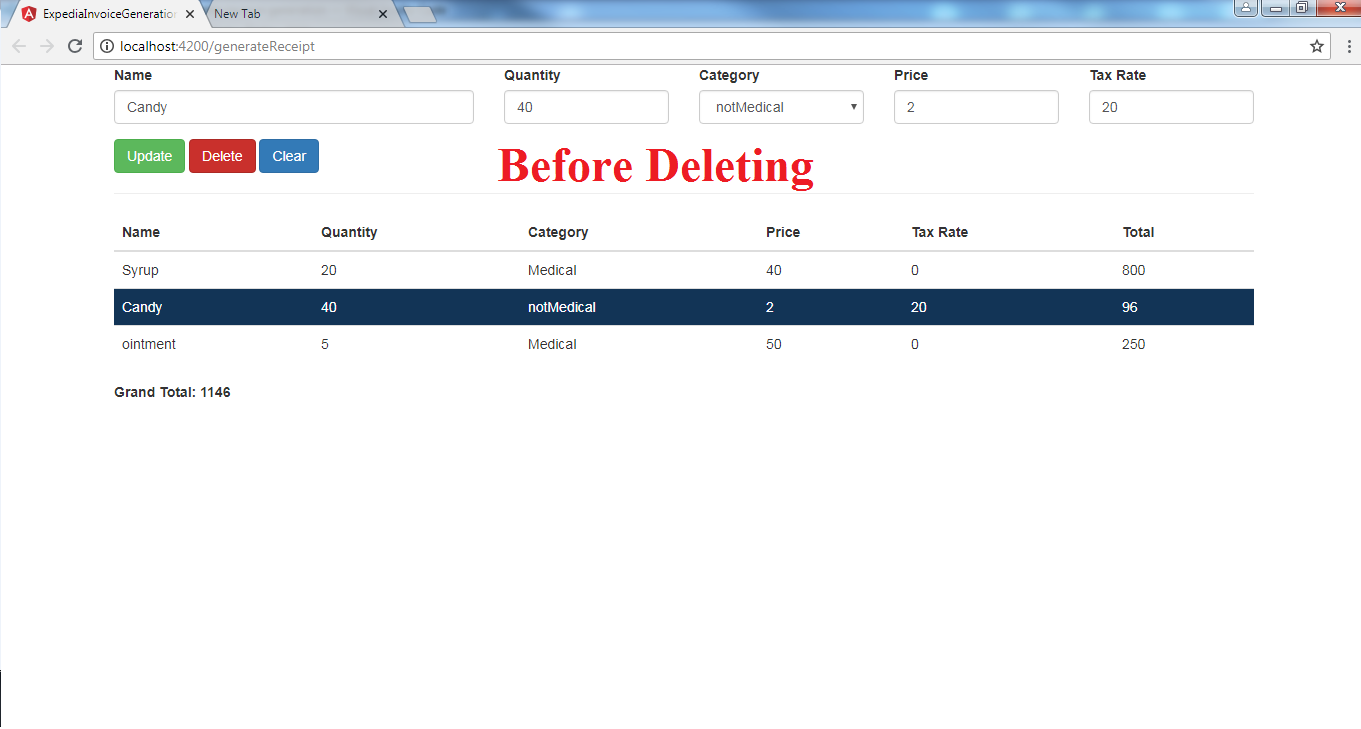 ExpediaInvoiceGeneration New Tab
localhost:4200/generateReceipt
Name Quantity Category Price Tax Rate
Candy 40 notMedical 2 20
Update Delete Clear
Before Deleting
Name Quantity Category Price Tax Rate Total
Syrup 20 Medical 40 0 800
Candy 40 notMedical 2 20 96
ointment 5 Medical 50 0 250
Grand Total: 1146